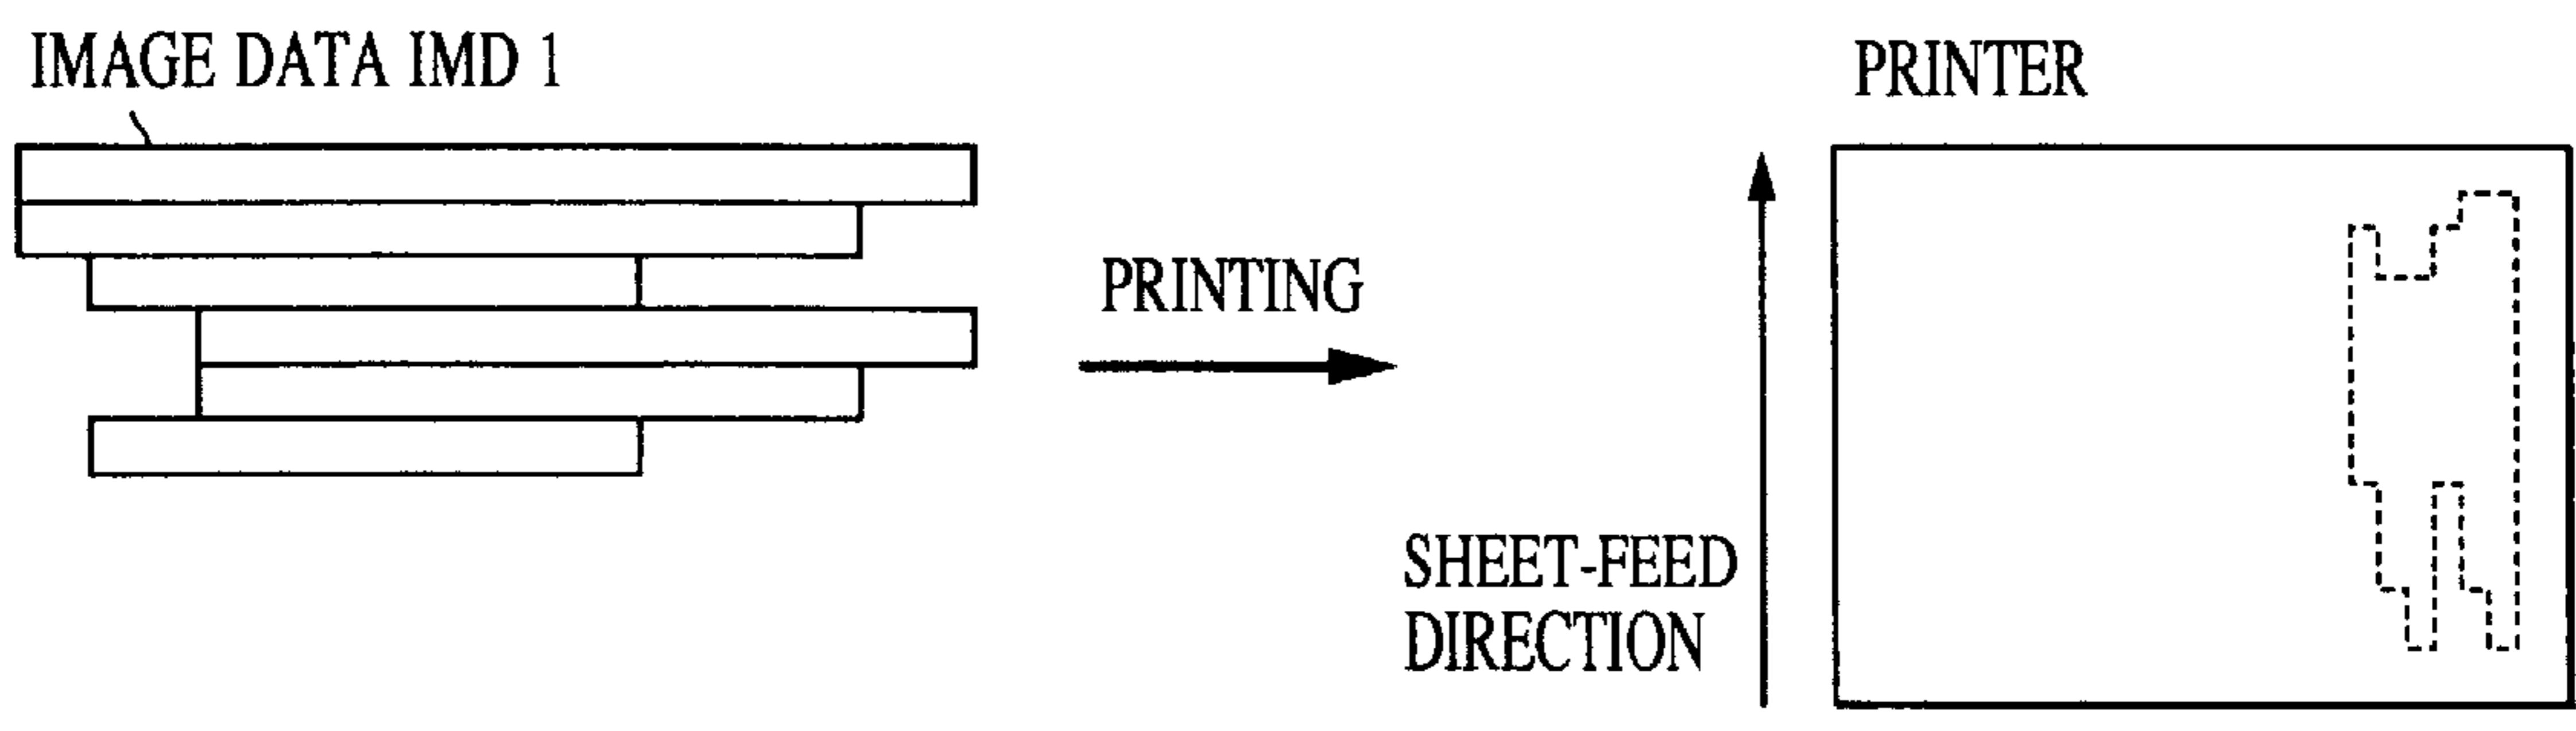 IMAGE DATA IMD 1
PRINTER
PRINTING
SHEET-FEED
DIRECTION